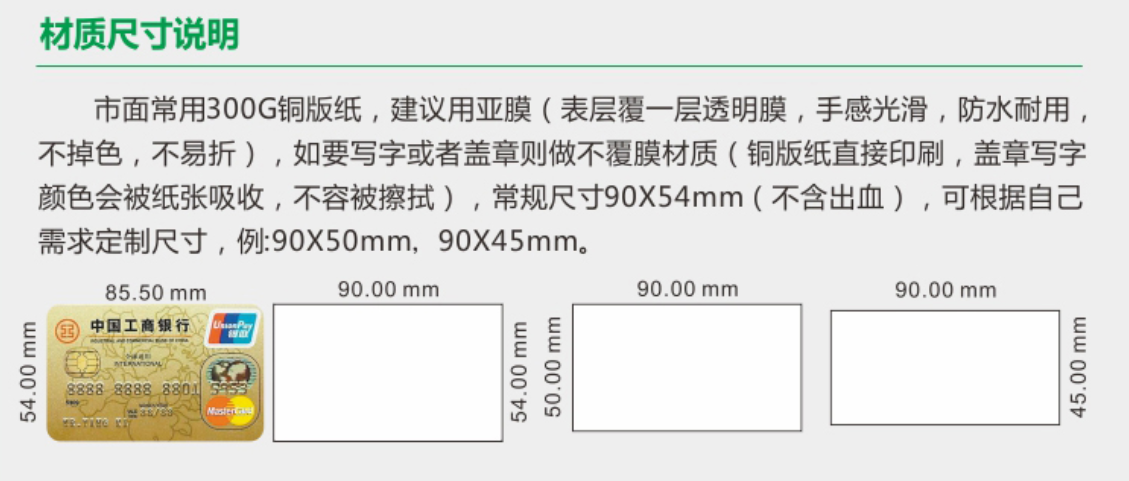 材质尺寸说明
市面常用300G铜版纸，建议用亚膜（表层覆一层透明膜，手感光滑，防水耐用，
不掉色，不易折），如要写字或者盖章则做不覆膜材质（铜版纸直接印刷，盖章写字
颜色会被纸张吸收，不容被擦拭），常规尺寸90X54mm（不含出血），可根据自己
需求定制尺寸，例:90X50mm，90X45mm。
85.50 mm
90.00 mm
90.00 mm
90.00 mm
54.00 mm
中国工商银行
UnionPay
银联
INTERNATIONAL
8888 8888 8801
MasterCard
54.00 mm
50.00 mm
45.00 mm